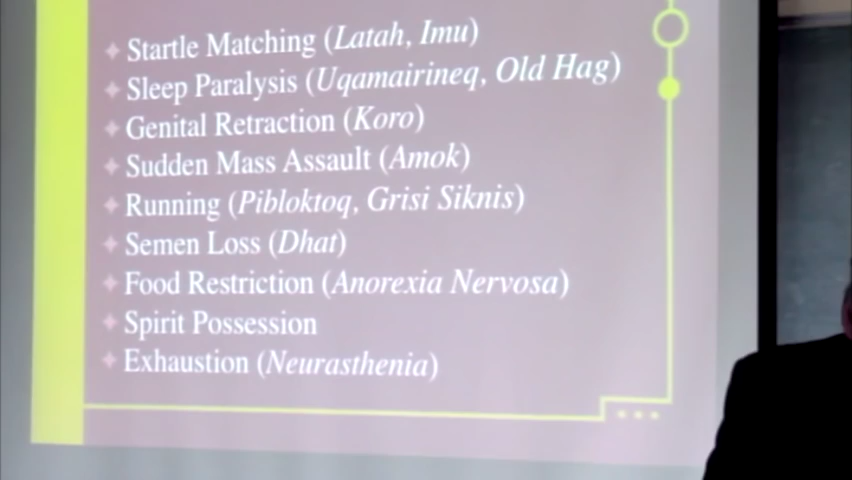 Startle Matching (Latah, Imu)
Sleep Paralysis (Uqamairineq, Old Hag)
Genital Retraction (Koro)
Sudden Mass Assault (Amok)
Running (Pibloktoq, Grisi Siknis)
Semen Loss (Dhat)
Food Restriction (Anorexia Nervosa)
Spirit Possession
Exhaustion (Neurasthenia)